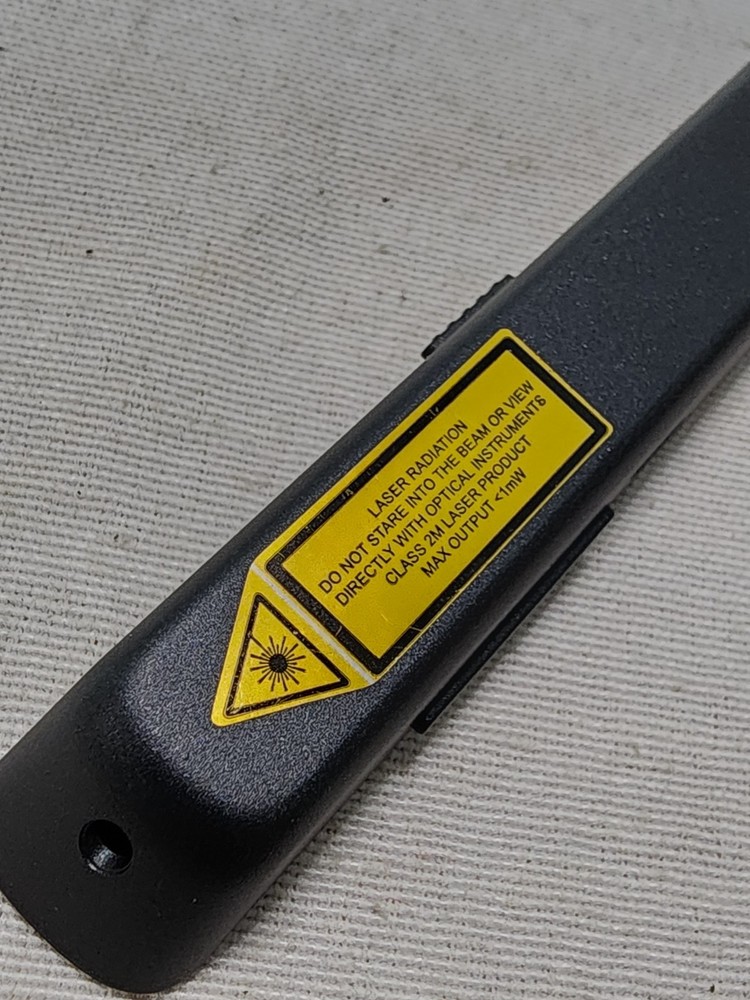 LASER RADIATION
DO NOT STARE INTO THE BEAM OR VIEW
DIRECTLY WITH OPTICAL INSTRUMENTS
CLASS 2M LASER PRODUCT
MAX OUTPUT <1mW